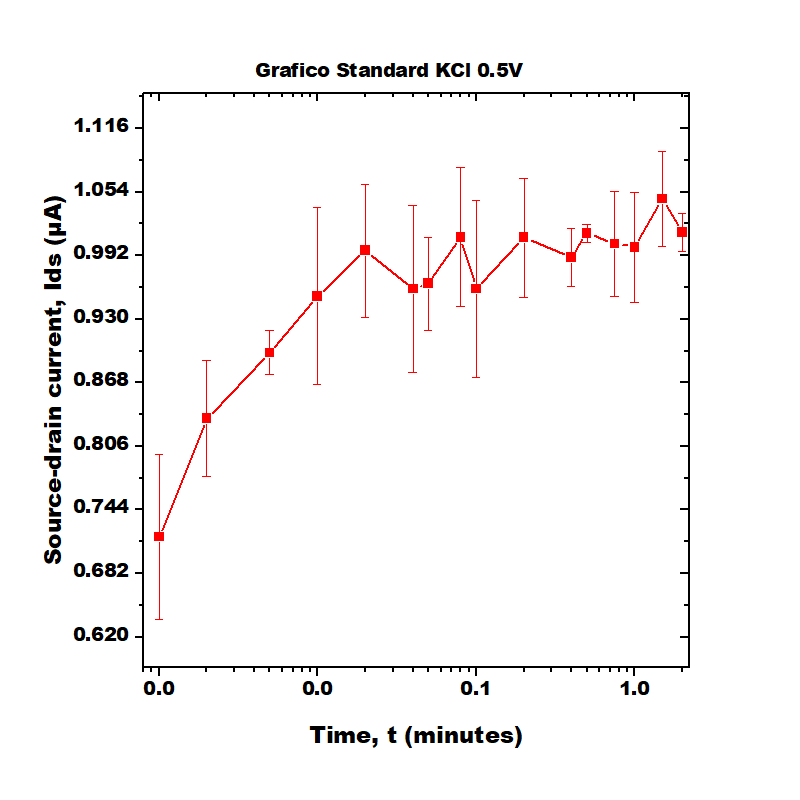 Grafico Standard KCl 0.5V
1.116
1.054
0.992
0.930
0.868
0.806
0.744
0.682
0.620
Source-drain current, Ids (µA)
0.0 0.0 0.1 1.0
Time, t (minutes)